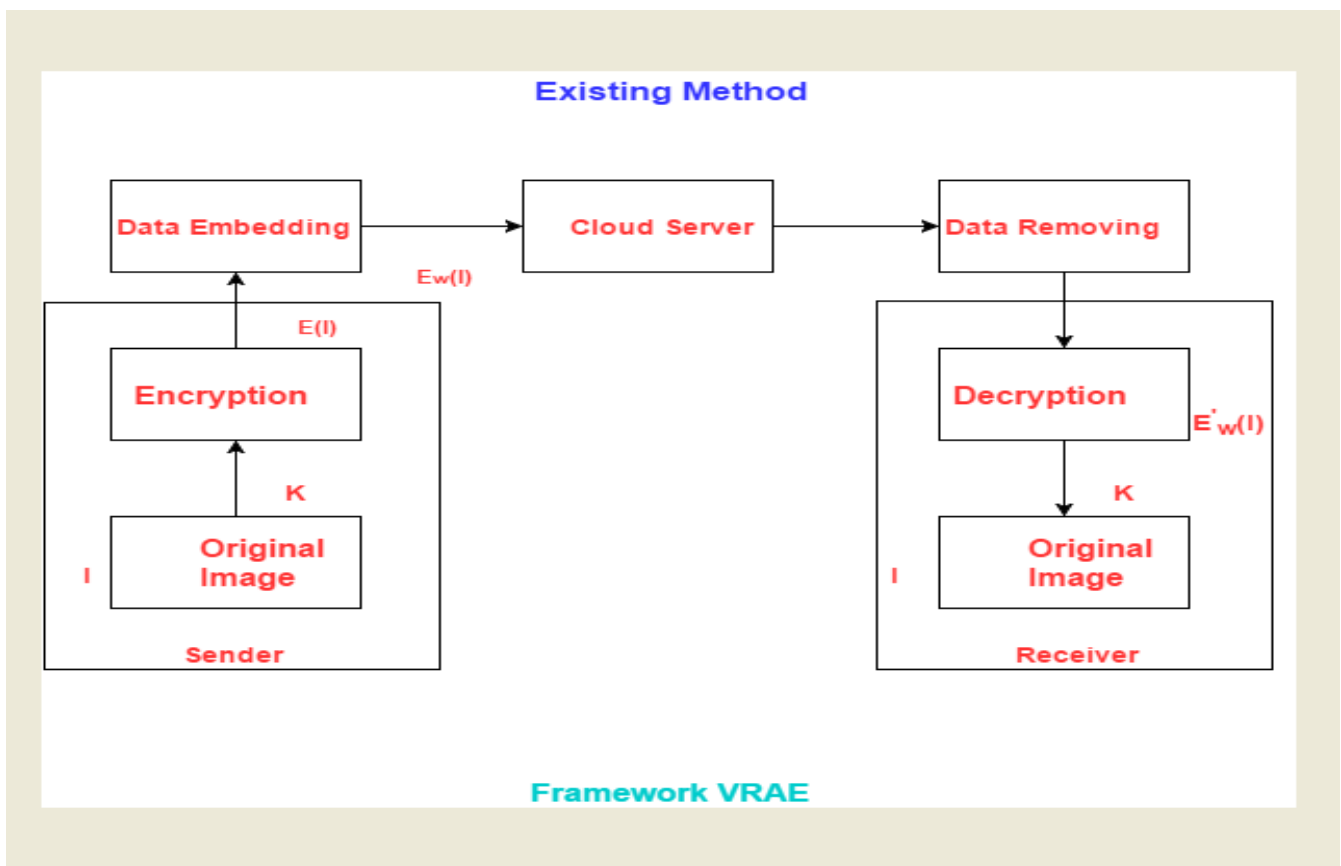 Existing Method
Data Embedding
Cloud Server
Data Removing
Ew(I)
E(I)
Encryption
Decryption
E'w(I)
K
K
Original
Image
I
Original
Image
I
Sender
Receiver
Framework VRAE